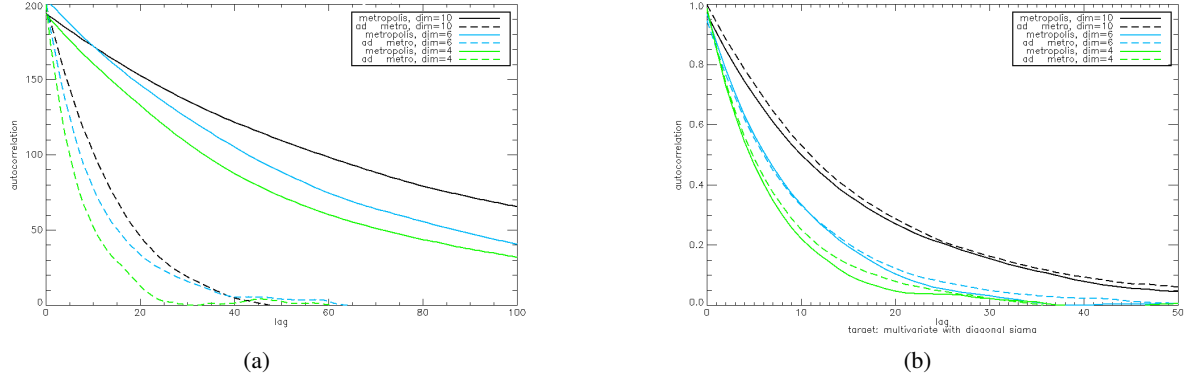 200
150
100
50
0
autocorrelation
metropolis, dim=10
ad metro, dim=10
metropolis, dim=6
ad metro, dim=6
metropolis, dim=4
ad metro, dim=4
0 20 40 60 80 100
lag
(a)
1.0
0.8
0.6
0.4
0.2
0.0
autocorrelation
metropolis, dim=10
ad metro, dim=10
metropolis, dim=6
ad metro, dim=6
metropolis, dim=4
ad metro, dim=4
0 10 20 30 40 50
lag
target: multivariate with diagonal sigma
(b)